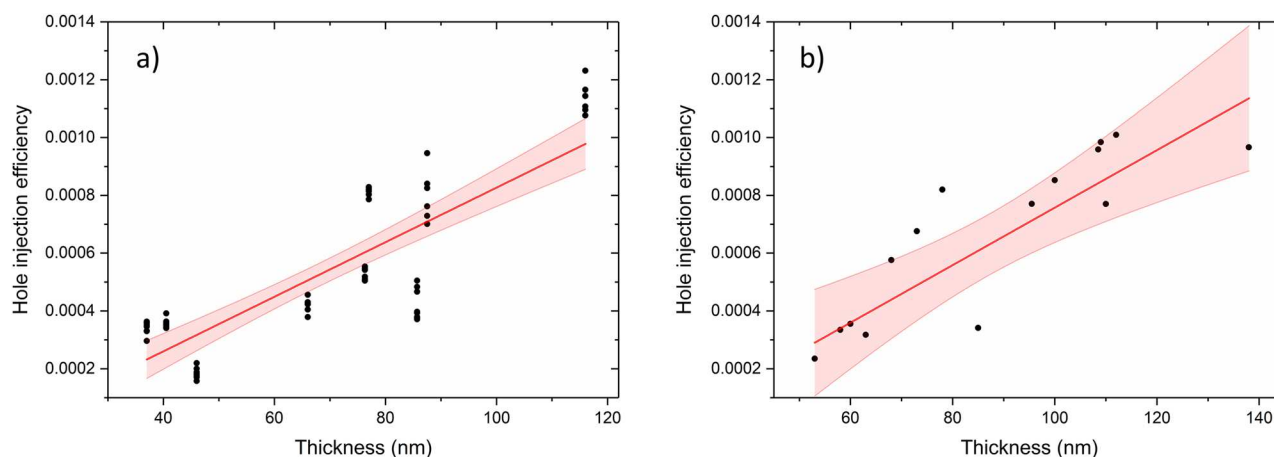 a)
Hole injection efficiency
0.0014
0.0012
0.0010
0.0008
0.0006
0.0004
0.0002
40 60 80 100 120
Thickness (nm)
b)
Hole injection efficiency
0.0014
0.0012
0.0010
0.0008
0.0006
0.0004
0.0002
60 80 100 120 140
Thickness (nm)